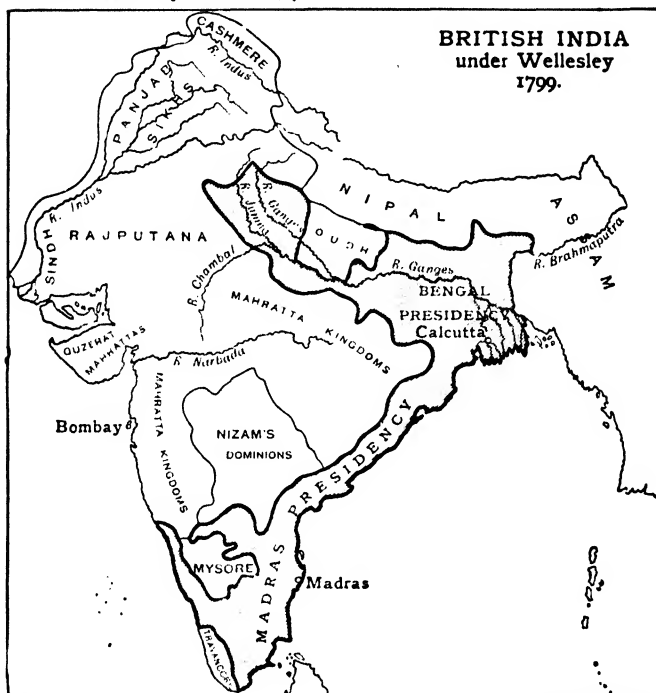 BRITISH INDIA
under Wellesley
1799.
CASHMERE
R. Indus
PANJAB
SIKHS
R. Indus
SINDH
RAJPUTANA
R. Jumna
R. Ganges
OUDH
NIPAL
ASSAM
R. Brahmaputra
R. Chambal
R. Ganges
BENGAL
PRESIDENCY
Calcutta
MAHRATTA
KINGDOMS
GUZERAT
MAHRATTAS
R. Narbada
Bombay
MAHRATTA
KINGDOMS
NIZAM'S
DOMINIONS
MADRAS PRESIDENCY
MYSORE
Madras
TRAVANCORE